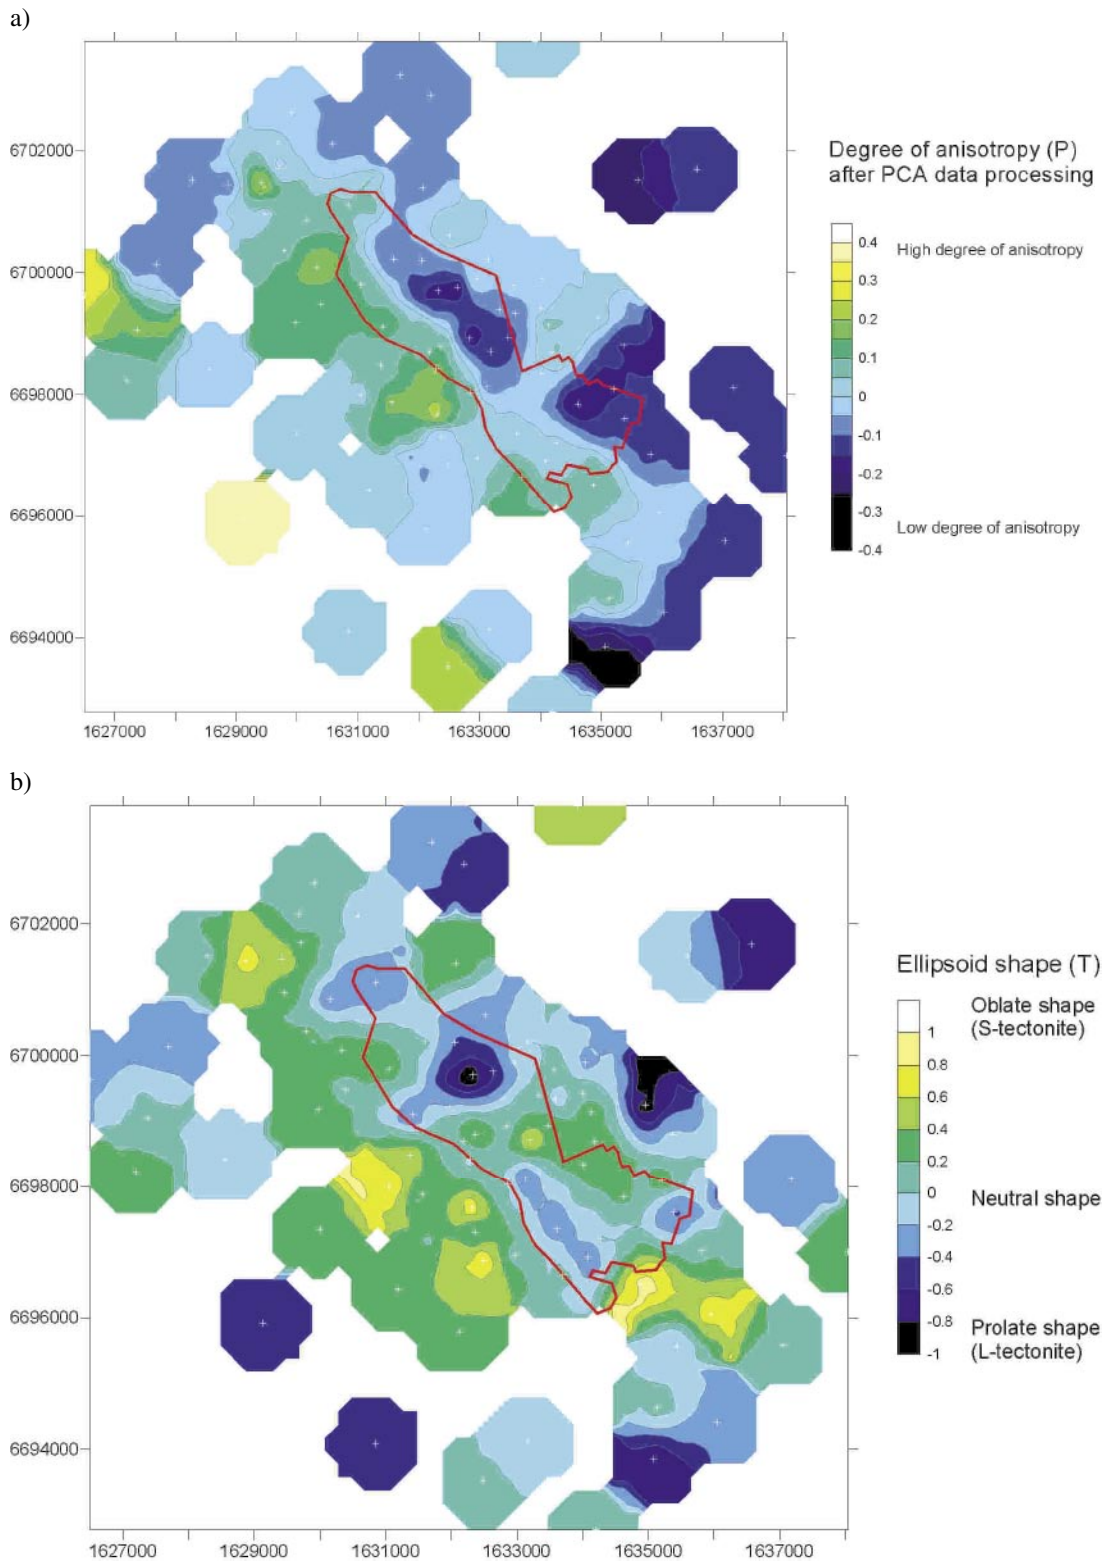 a)
6702000
6700000
6698000
6696000
6694000
1627000 1629000 1631000 1633000 1635000 1637000
Degree of anisotropy (P)
after PCA data processing
0.4
0.3
0.2
0.1
0
-0.1
-0.2
-0.3
-0.4
High degree of anisotropy
Low degree of anisotropy
b)
6702000
6700000
6698000
6696000
6694000
1627000 1629000 1631000 1633000 1635000 1637000
Ellipsoid shape (T)
1
0.8
0.6
0.4
0.2
0
-0.2
-0.4
-0.6
-0.8
-1
Oblate shape
(S-tectonite)
Neutral shape
Prolate shape
(L-tectonite)